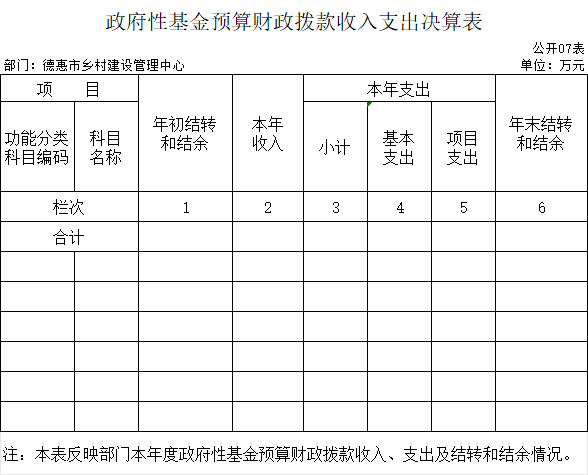 政府性基金预算财政拨款收入支出决算表
公开07表
部门：德惠市乡村建设管理中心 单位：万元
项 目 年初结转和结余 本年收入 本年支出 年末结转和结余
功能分类科目编码 科目名称 小计 基本支出 项目支出
栏次 1 2 3 4 5 6
合计
注：本表反映部门本年度政府性基金预算财政拨款收入、支出及结转和结余情况。